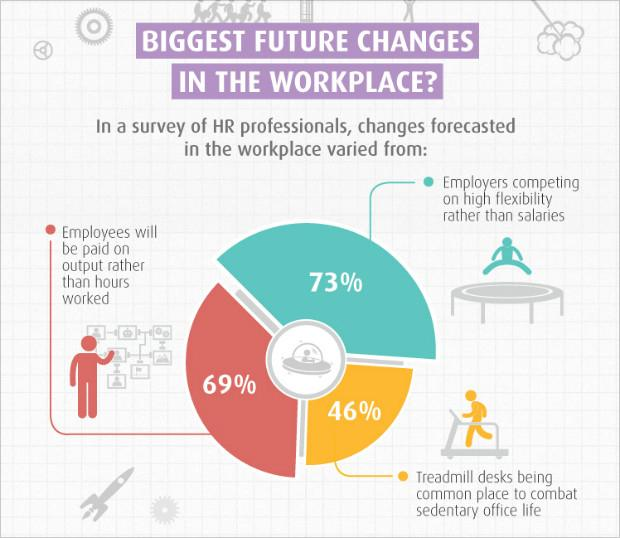 BIGGEST FUTURE CHANGES
IN THE WORKPLACE?
In a survey of HR professionals, changes forecasted
in the workplace varied from:
Employers competing
on high flexibility
rather than salaries
Employees will
be paid on
output rather
than hours
worked
73%
69%
46%
Treadmill desks being
common place to combat
sedentary office life